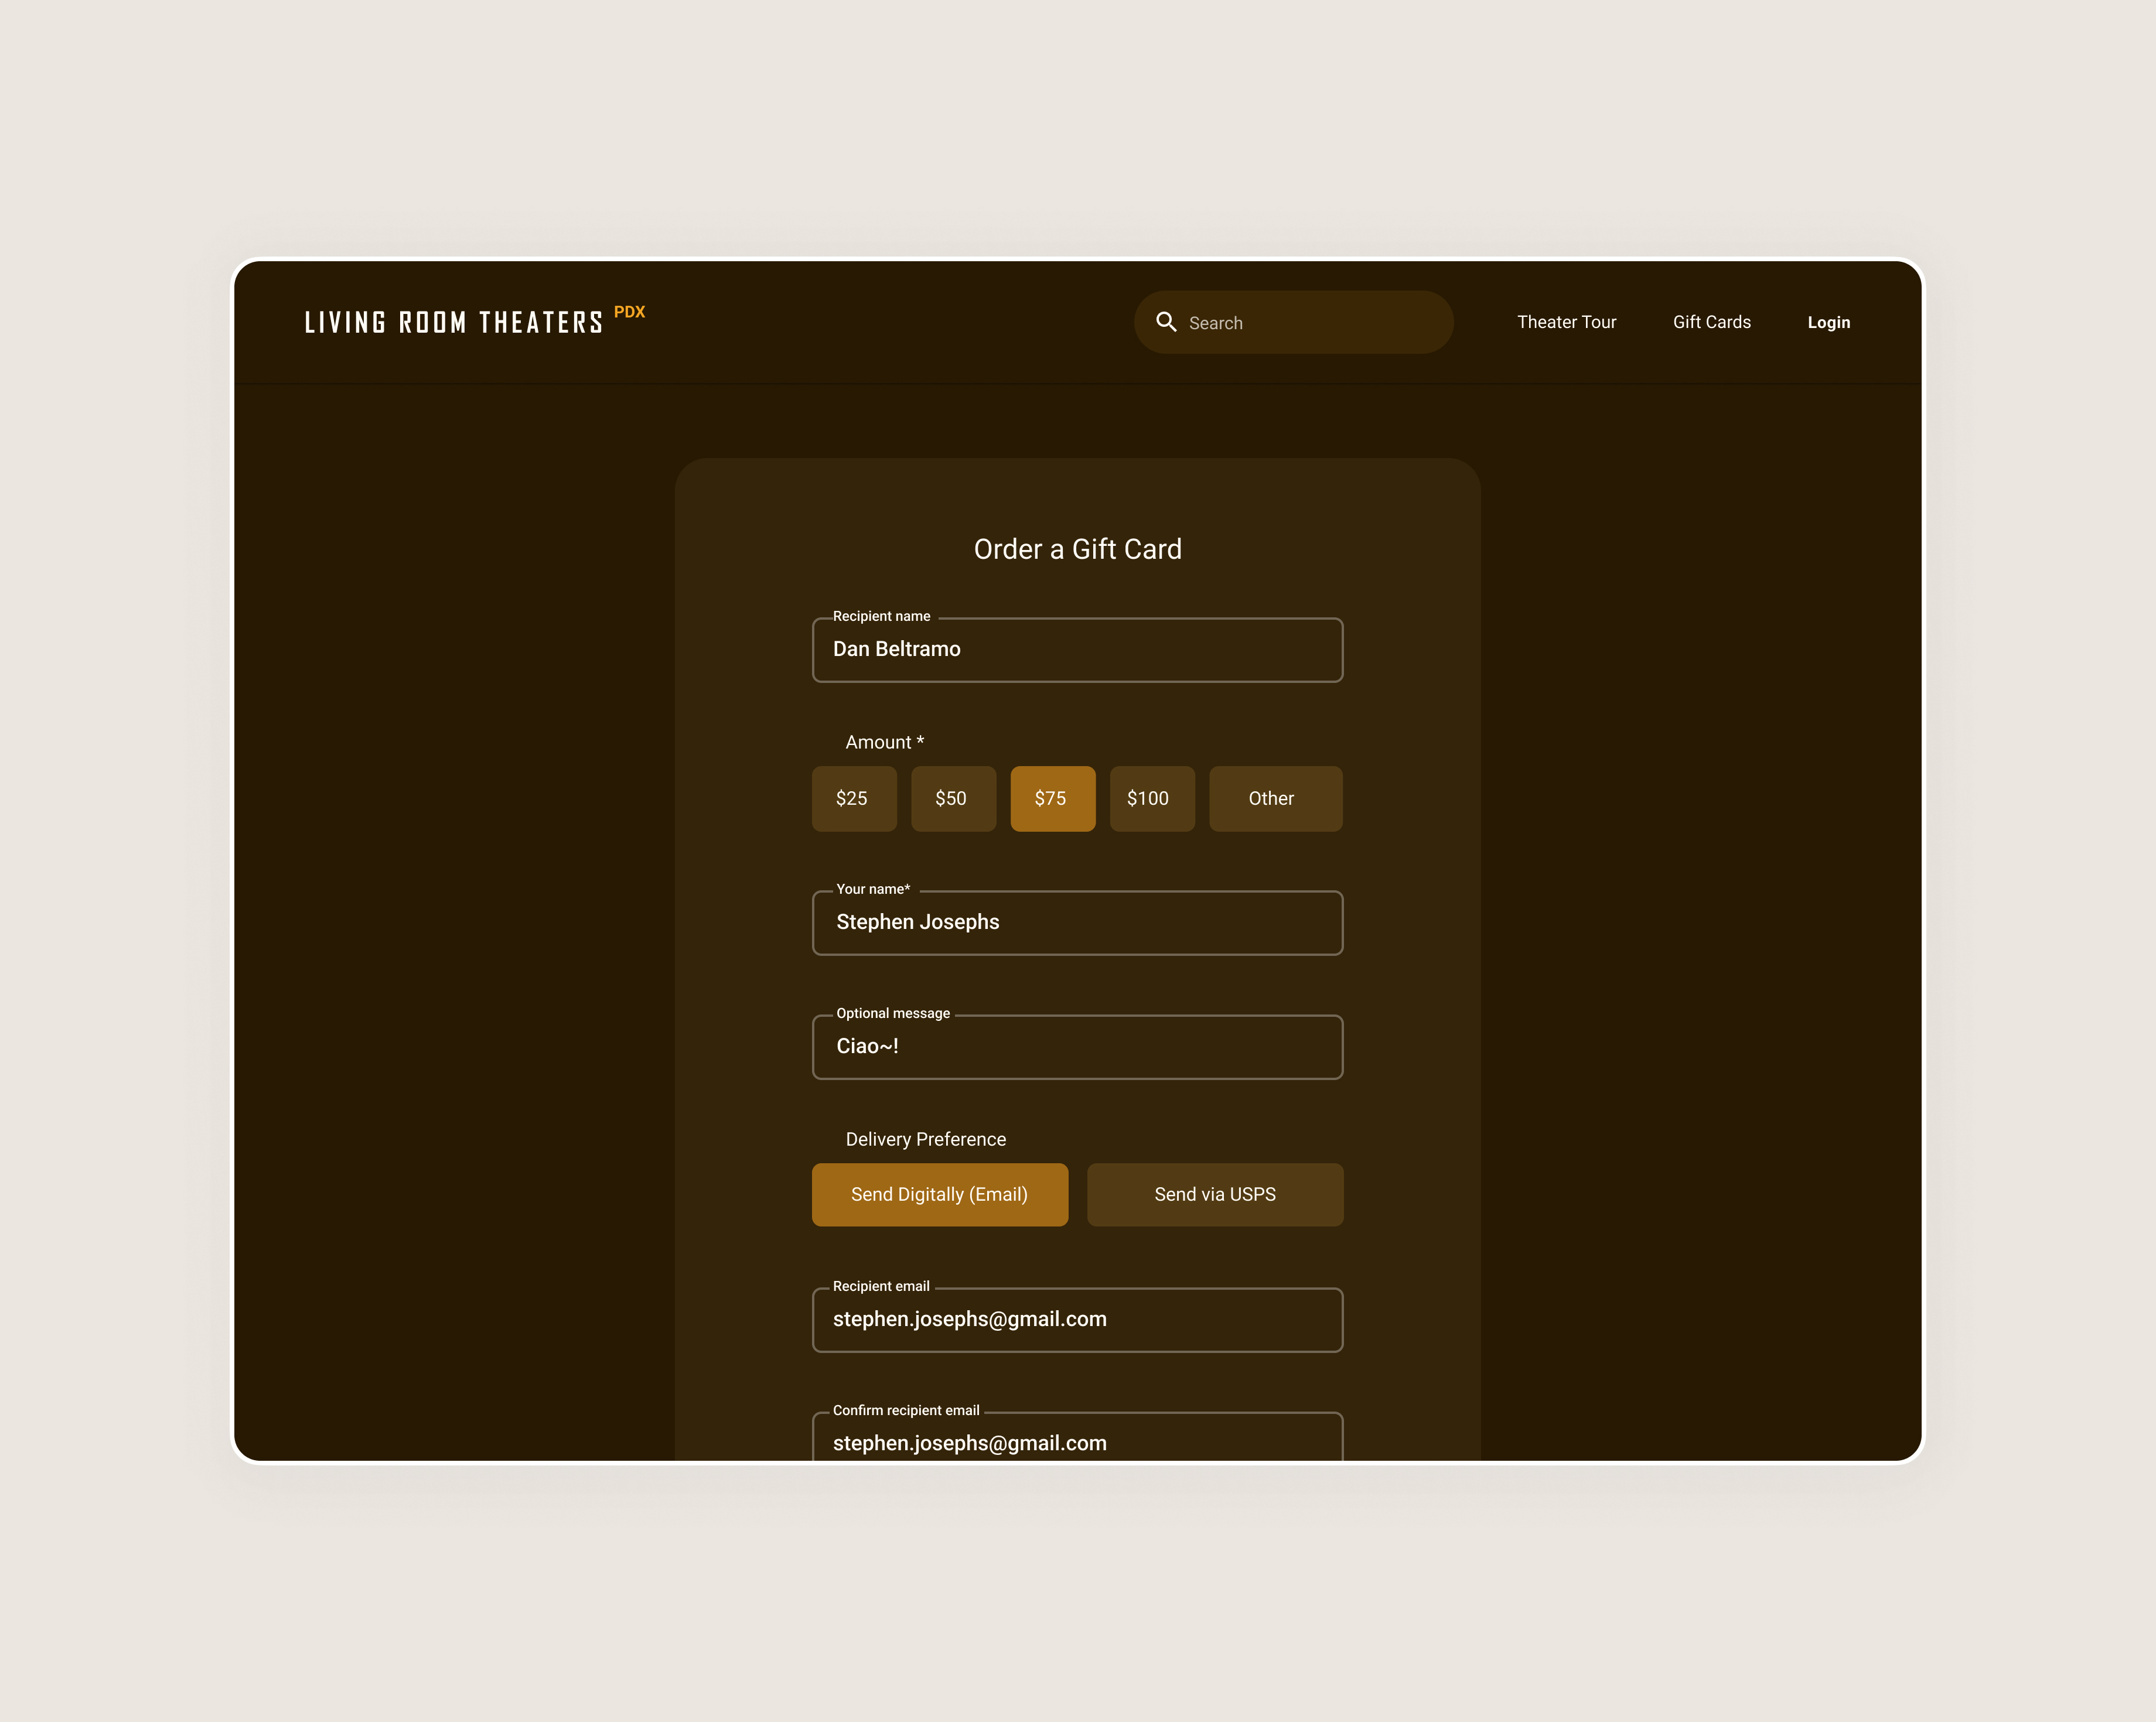 LIVING ROOM THEATERS PDX
Search
Theater Tour
Gift Cards
Login
Order a Gift Card
Recipient name
Dan Beltramo
Amount *
$25
$50
$75
$100
Other
Your name*
Stephen Josephs
Optional message
Ciao~!
Delivery Preference
Send Digitally (Email)
Send via USPS
Recipient email
stephen.josephs@gmail.com
Confirm recipient email
stephen.josephs@gmail.com